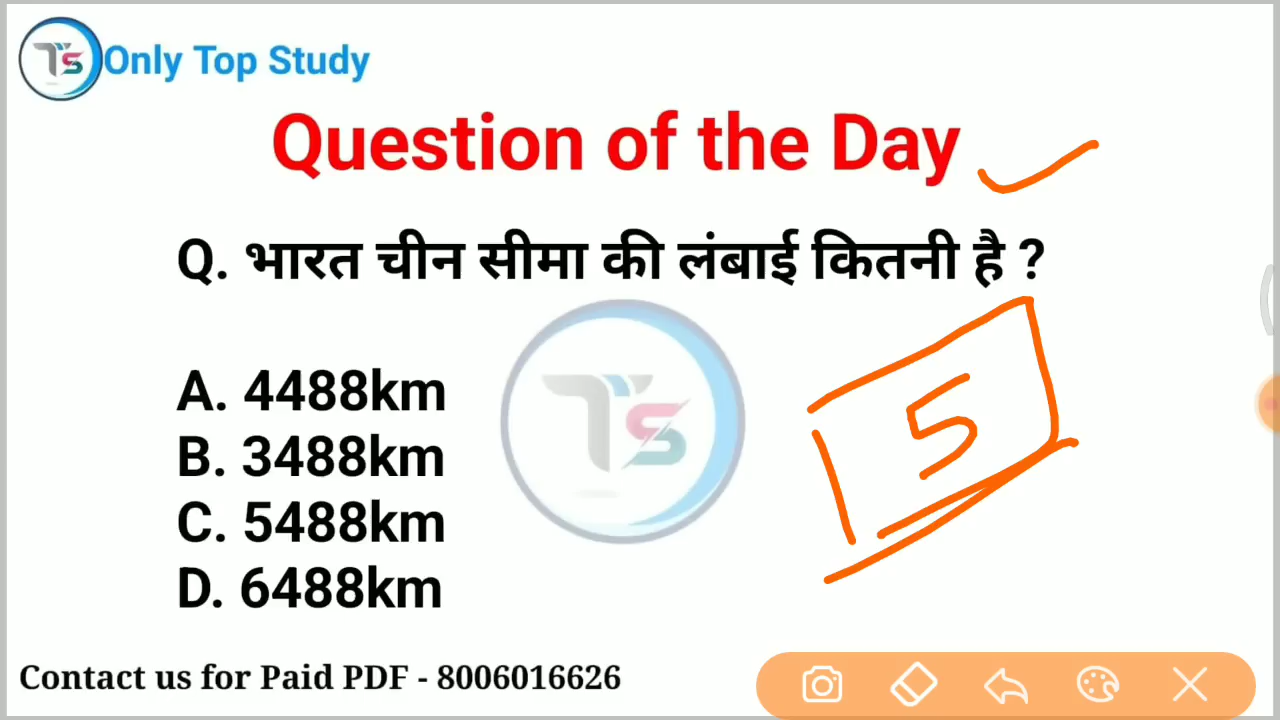 TS Only Top Study
Question of the Day
Q. भारत चीन सीमा की लंबाई कितनी है ?
5
TS
A. 4488km
B. 3488km
C. 5488km
D. 6488km
Contact us for Paid PDF - 8006016626